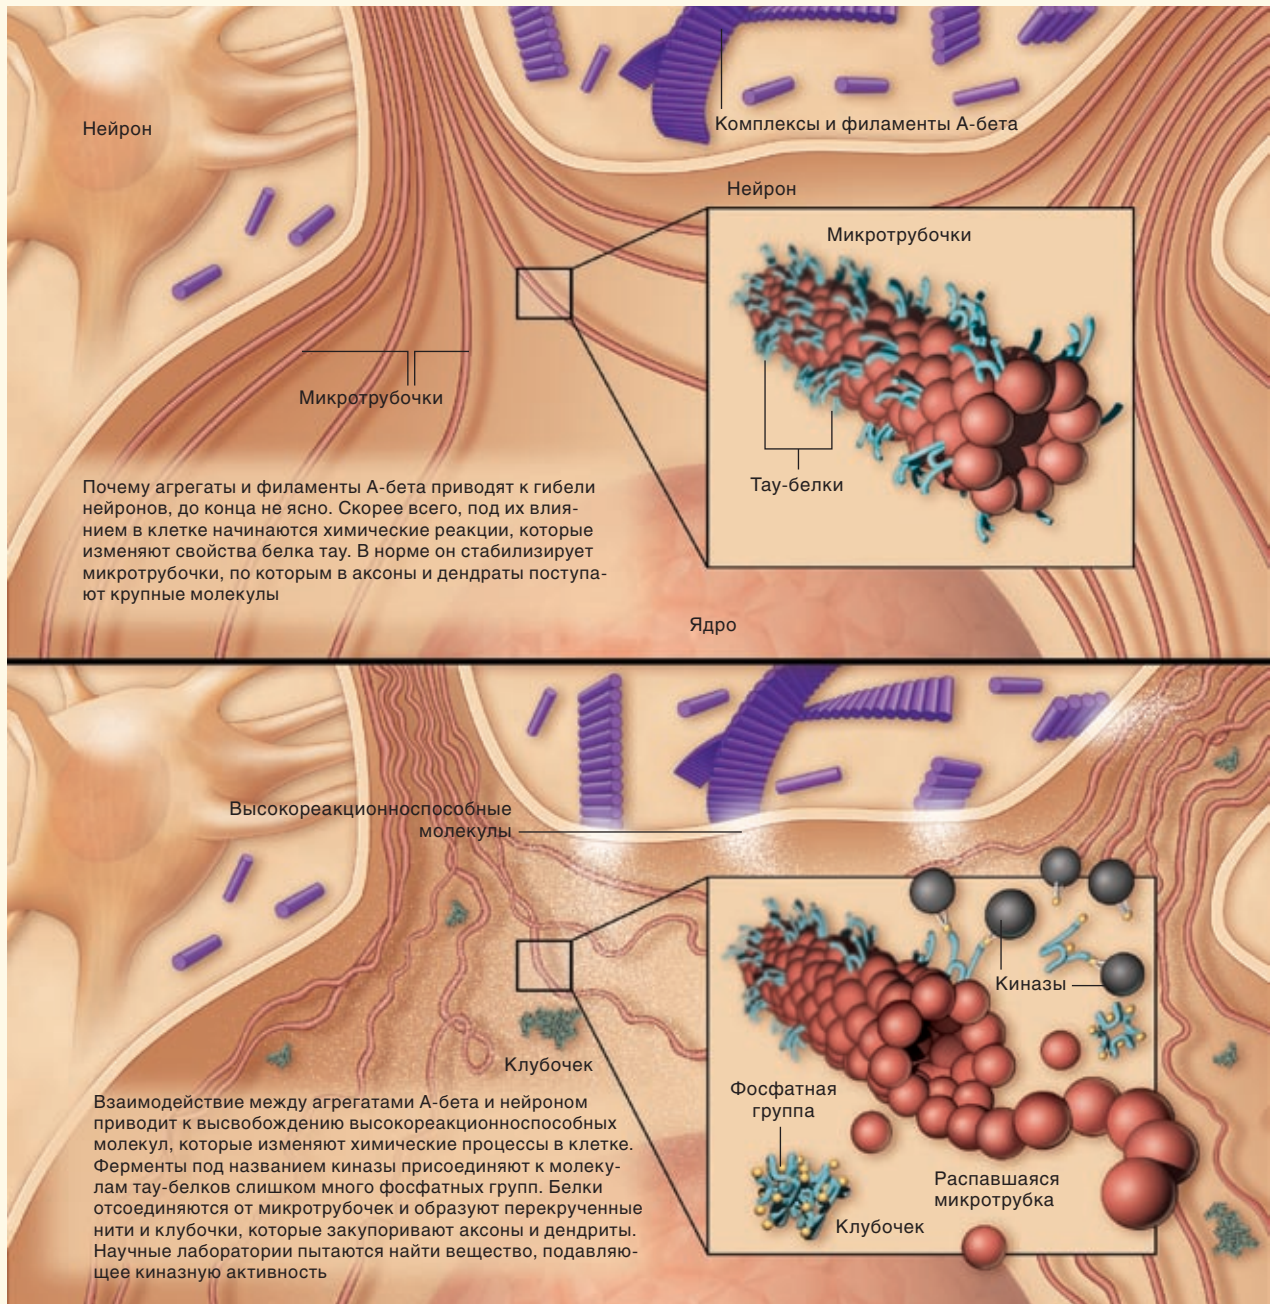 Нейрон
Комплексы и филаменты А-бета
Нейрон
Микротрубочки
Микротрубочки
Тау-белки
Почему агрегаты и филаменты А-бета приводят к гибели
нейронов, до конца не ясно. Скорее всего, под их влия-
нием в клетке начинаются химические реакции, которые
изменяют свойства белка тау. В норме он стабилизирует
микротрубочки, по которым в аксоны и дендраты поступа-
ют крупные молекулы
Ядро
Высокореакционноспособные
молекулы
Киназы
Клубочек
Фосфатная
группа
Распавшаяся
микротрубка
Клубочек
Взаимодействие между агрегатами А-бета и нейроном
приводит к высвобождению высокореакционноспособных
молекул, которые изменяют химические процессы в клетке.
Ферменты под названием киназы присоединяют к молеку-
лам тау-белков слишком много фосфатных групп. Белки
отсоединяются от микротрубочек и образуют перекрученные
нити и клубочки, которые закупоривают аксоны и дендриты.
Научные лаборатории пытаются найти вещество, подавляю-
щее киназную активность